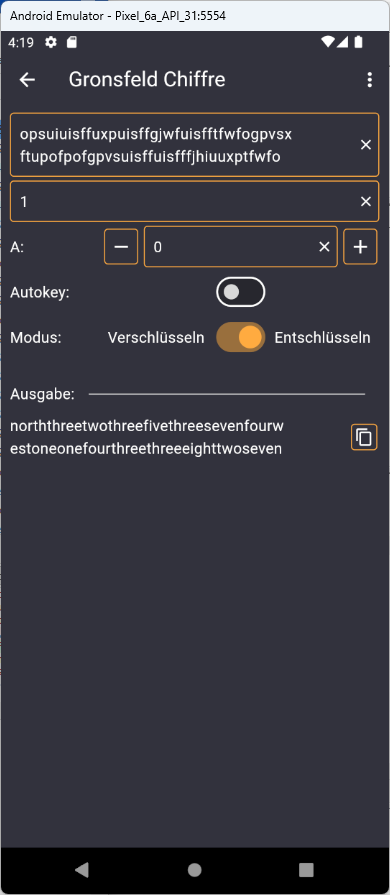 Android Emulator - Pixel_6a_API_31:5554
4:19
Gronsfeld Chiffre
opsuiuisffuxpuisffgjwfuisfftfwfogpvsx
ftupofpofgpvsuisffuisfffjhiuuxptfwfo
1
A: 0
Autokey:
Modus: Verschlüsseln Entschlüsseln
Ausgabe:
norththreetwothreefivethreesevenfourw
estoneonefourthreethreeeighttwoseven